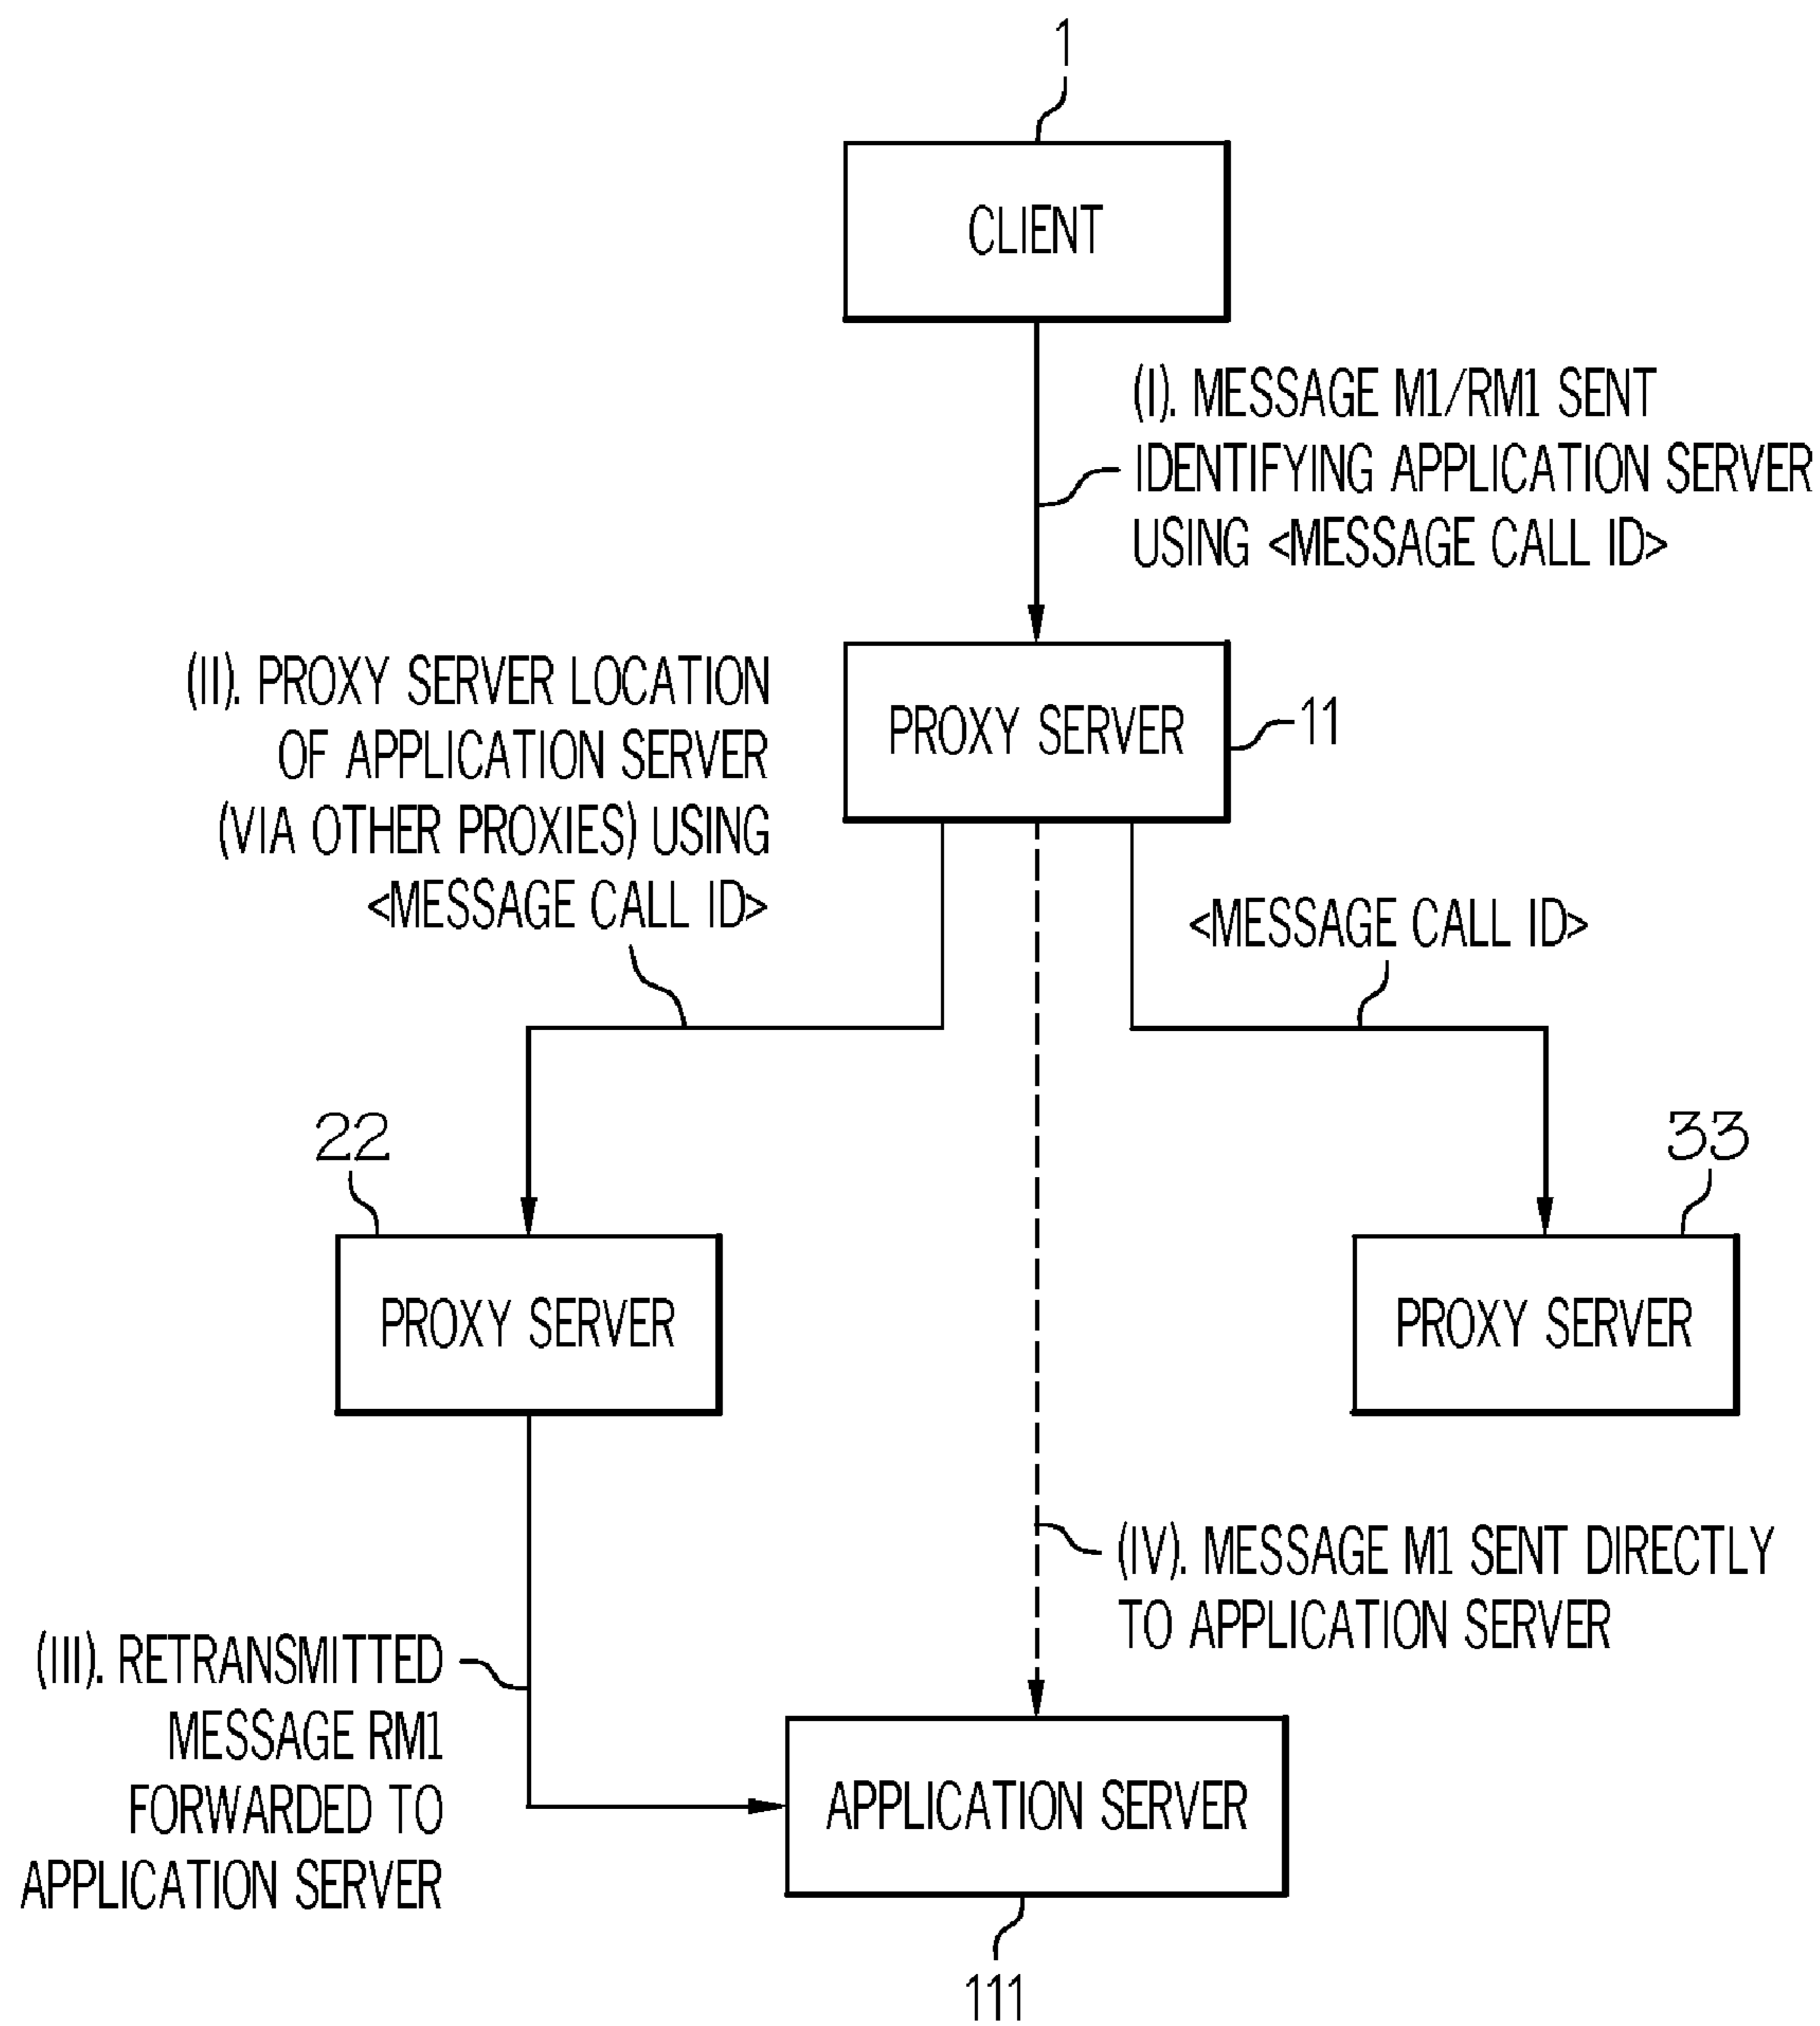 1
CLIENT
(I). MESSAGE M1/RM1 SENT
IDENTIFYING APPLICATION SERVER
USING <MESSAGE CALL ID>
(II). PROXY SERVER LOCATION
OF APPLICATION SERVER
(VIA OTHER PROXIES) USING
<MESSAGE CALL ID>
PROXY SERVER
11
<MESSAGE CALL ID>
22
33
PROXY SERVER
PROXY SERVER
(IV). MESSAGE M1 SENT DIRECTLY
TO APPLICATION SERVER
(III). RETRANSMITTED
MESSAGE RM1
FORWARDED TO
APPLICATION SERVER
APPLICATION SERVER
111